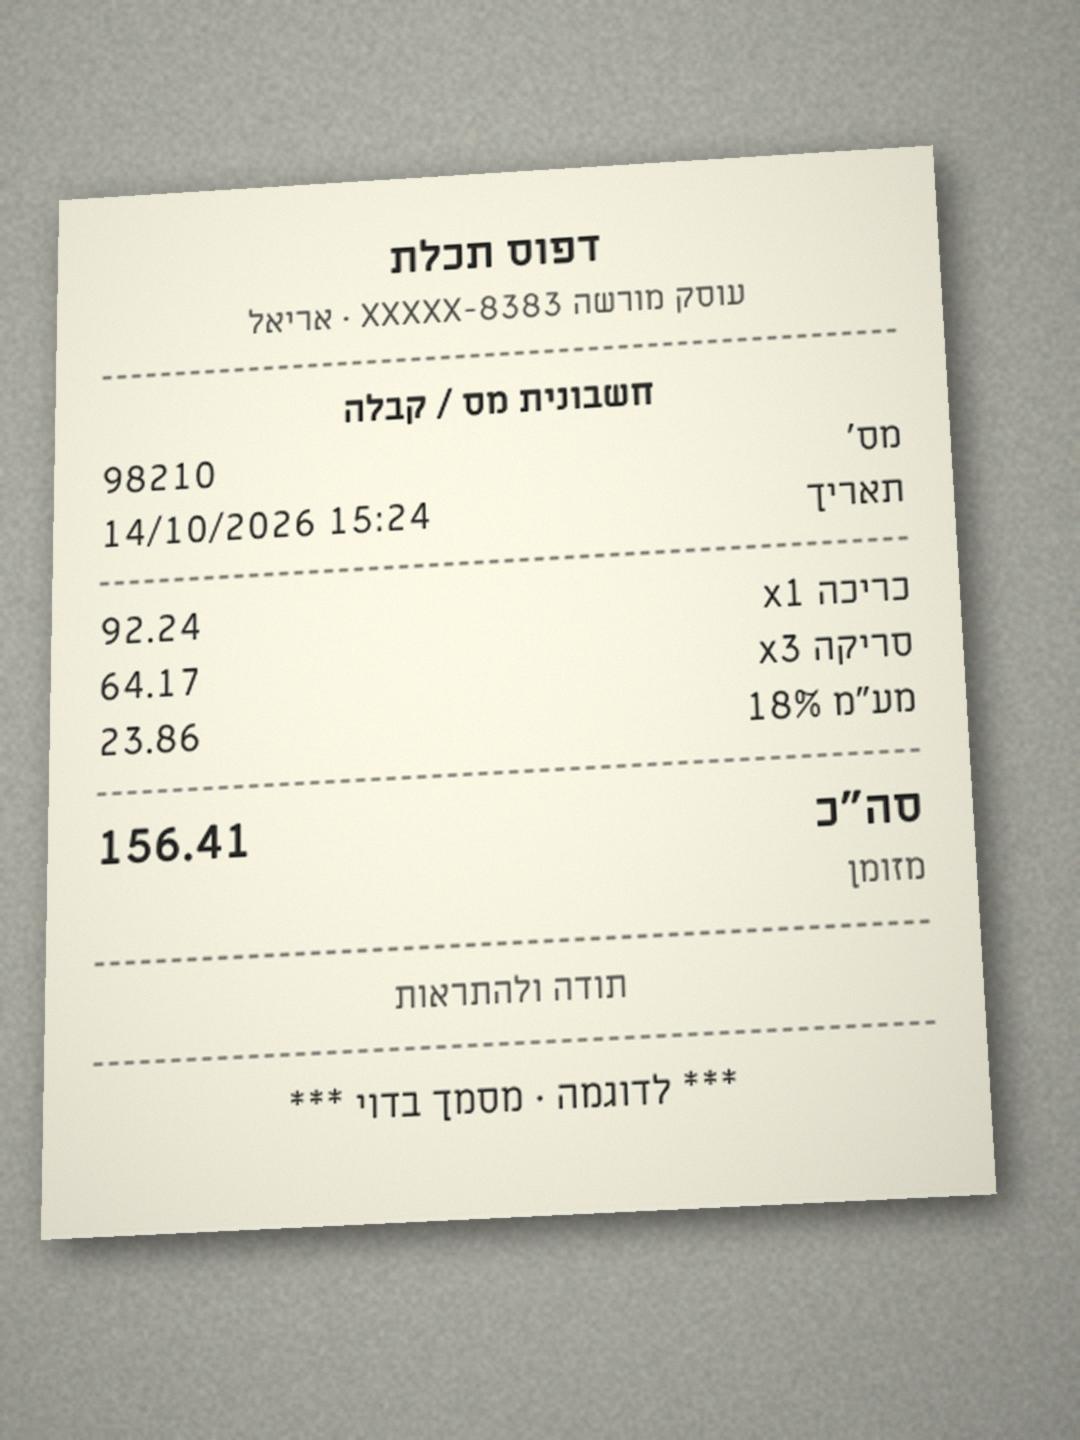 דפוס תכלת
עוסק מורשה XXXXX-8383 · אריאל
חשבונית מס / קבלה
מס׳ 98210
תאריך 14/10/2026 15:24
כריכה x1 92.24
סריקה x3 64.17
מע״מ 18% 23.86
סה״כ 156.41
מזומן
תודה ולהתראות
*** לדוגמה · מסמך בדוי ***